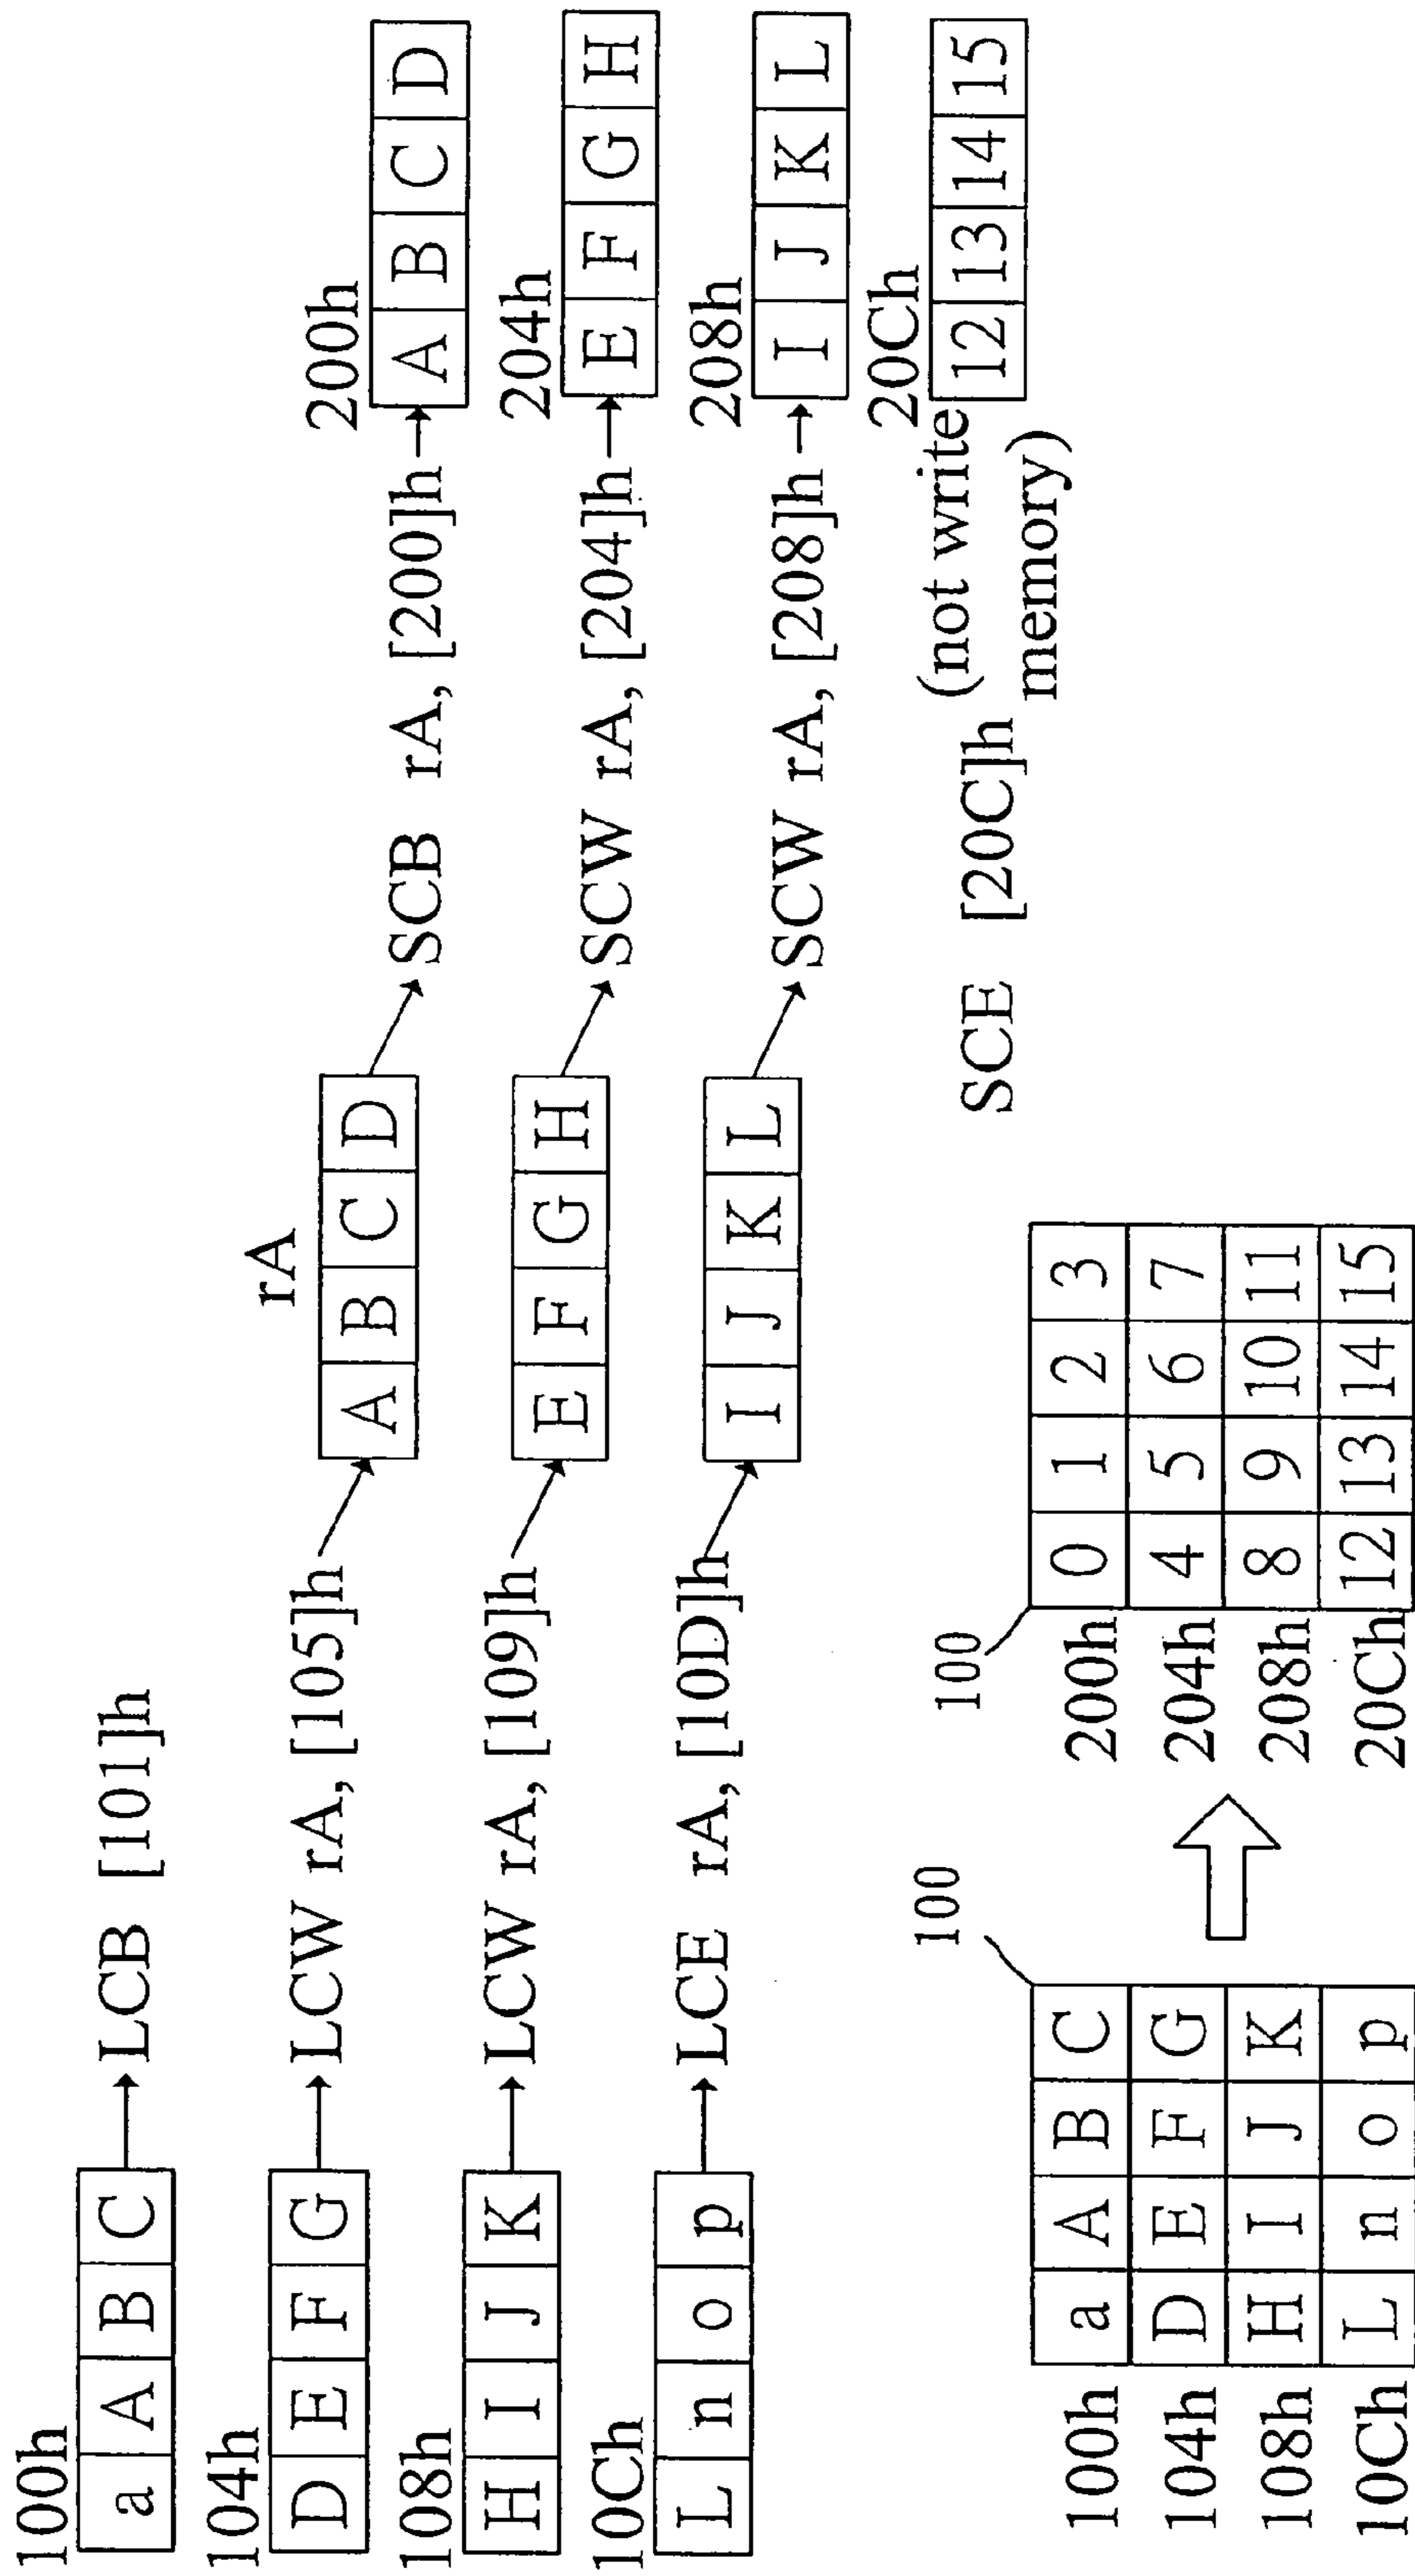 100h
a A B C
LCB [101]h
104h
D E F G
LCW rA, [105]h
rA
A B C D
SCB rA, [200]h
200h
A B C D
108h
H I J K
LCW rA, [109]h
E F G H
SCW rA, [204]h
204h
E F G H
10Ch
L n o p
LCE rA, [10D]h
I J K L
SCW rA, [208]h
208h
I J K L
SCE [20C]h
(not write
memory)
20Ch
12 13 14 15
100
100h a A B C
104h D E F G
108h H I J K
10Ch L n o p
100
200h 0 1 2 3
204h 4 5 6 7
208h 8 9 10 11
20Ch 12 13 14 15